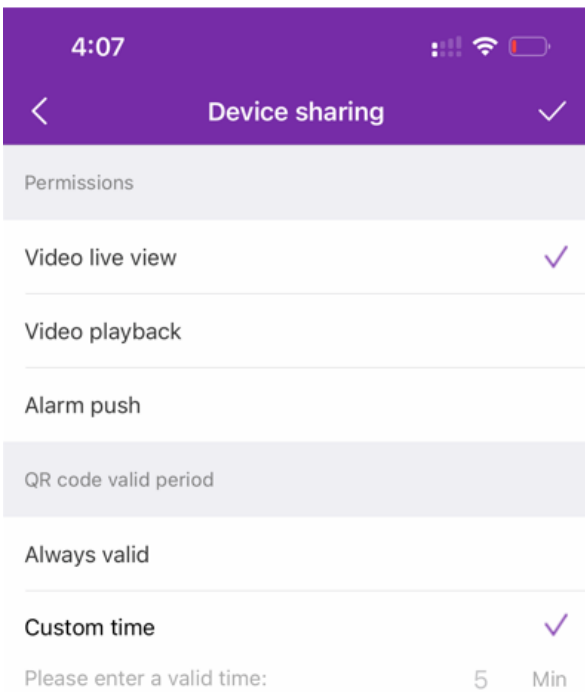 4:07
Device sharing
Permissions
Video live view
Video playback
Alarm push
QR code valid period
Always valid
Custom time
Please enter a valid time: 5 Min